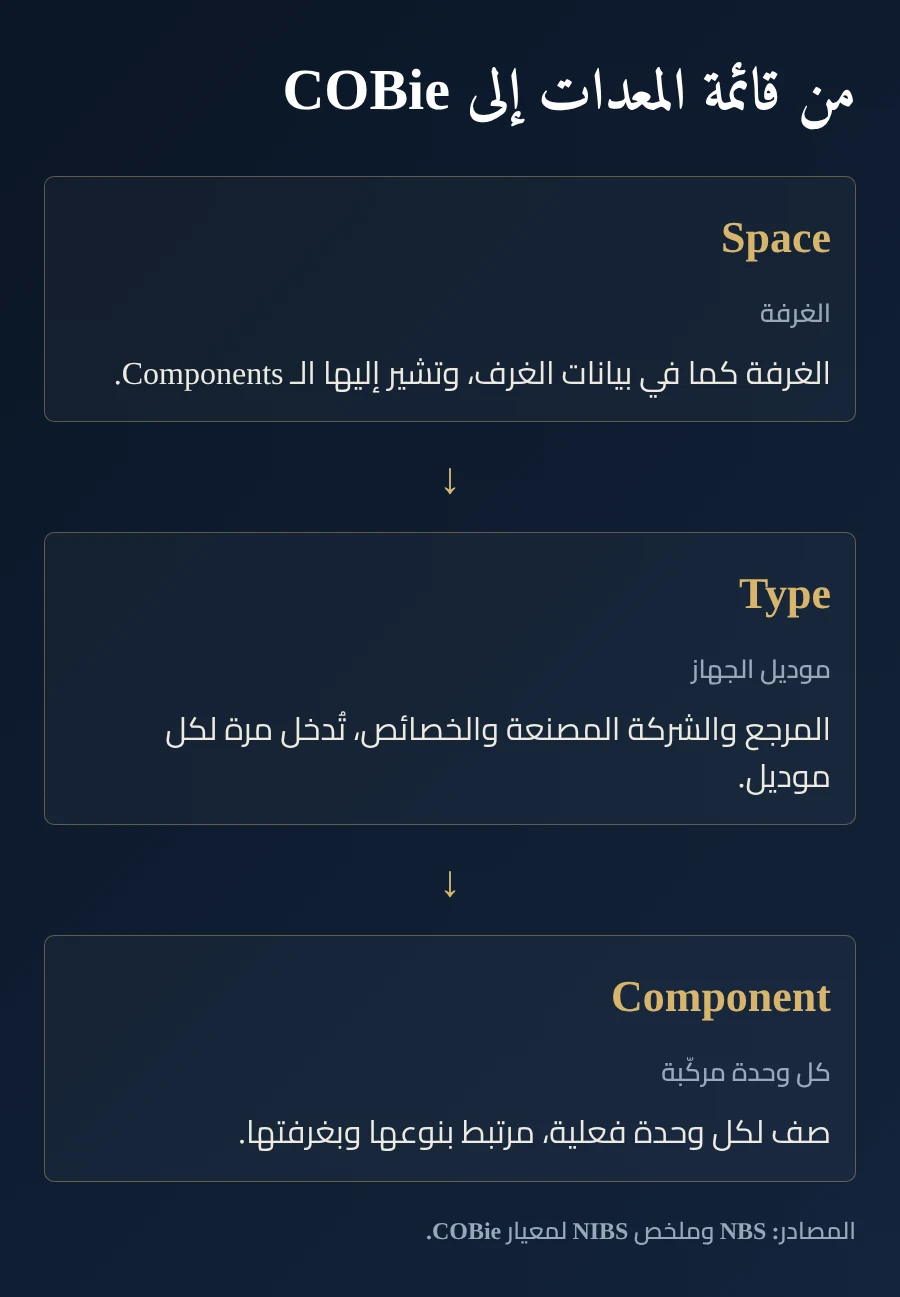 من قائمة المعدات إلى COBie
Space
الغرفة
الغرفة كما في بيانات الغرف، وتشير إليها الـ Components.
↓
Type
موديل الجهاز
المرجع والشركة المصنعة والخصائص، تُدخل مرة لكل
موديل.
↓
Component
كل وحدة مركّبة
صف لكل وحدة فعلية، مرتبط بنوعها وبغرفتها.
المصادر: NBS وملخص NIBS لمعيار COBie.